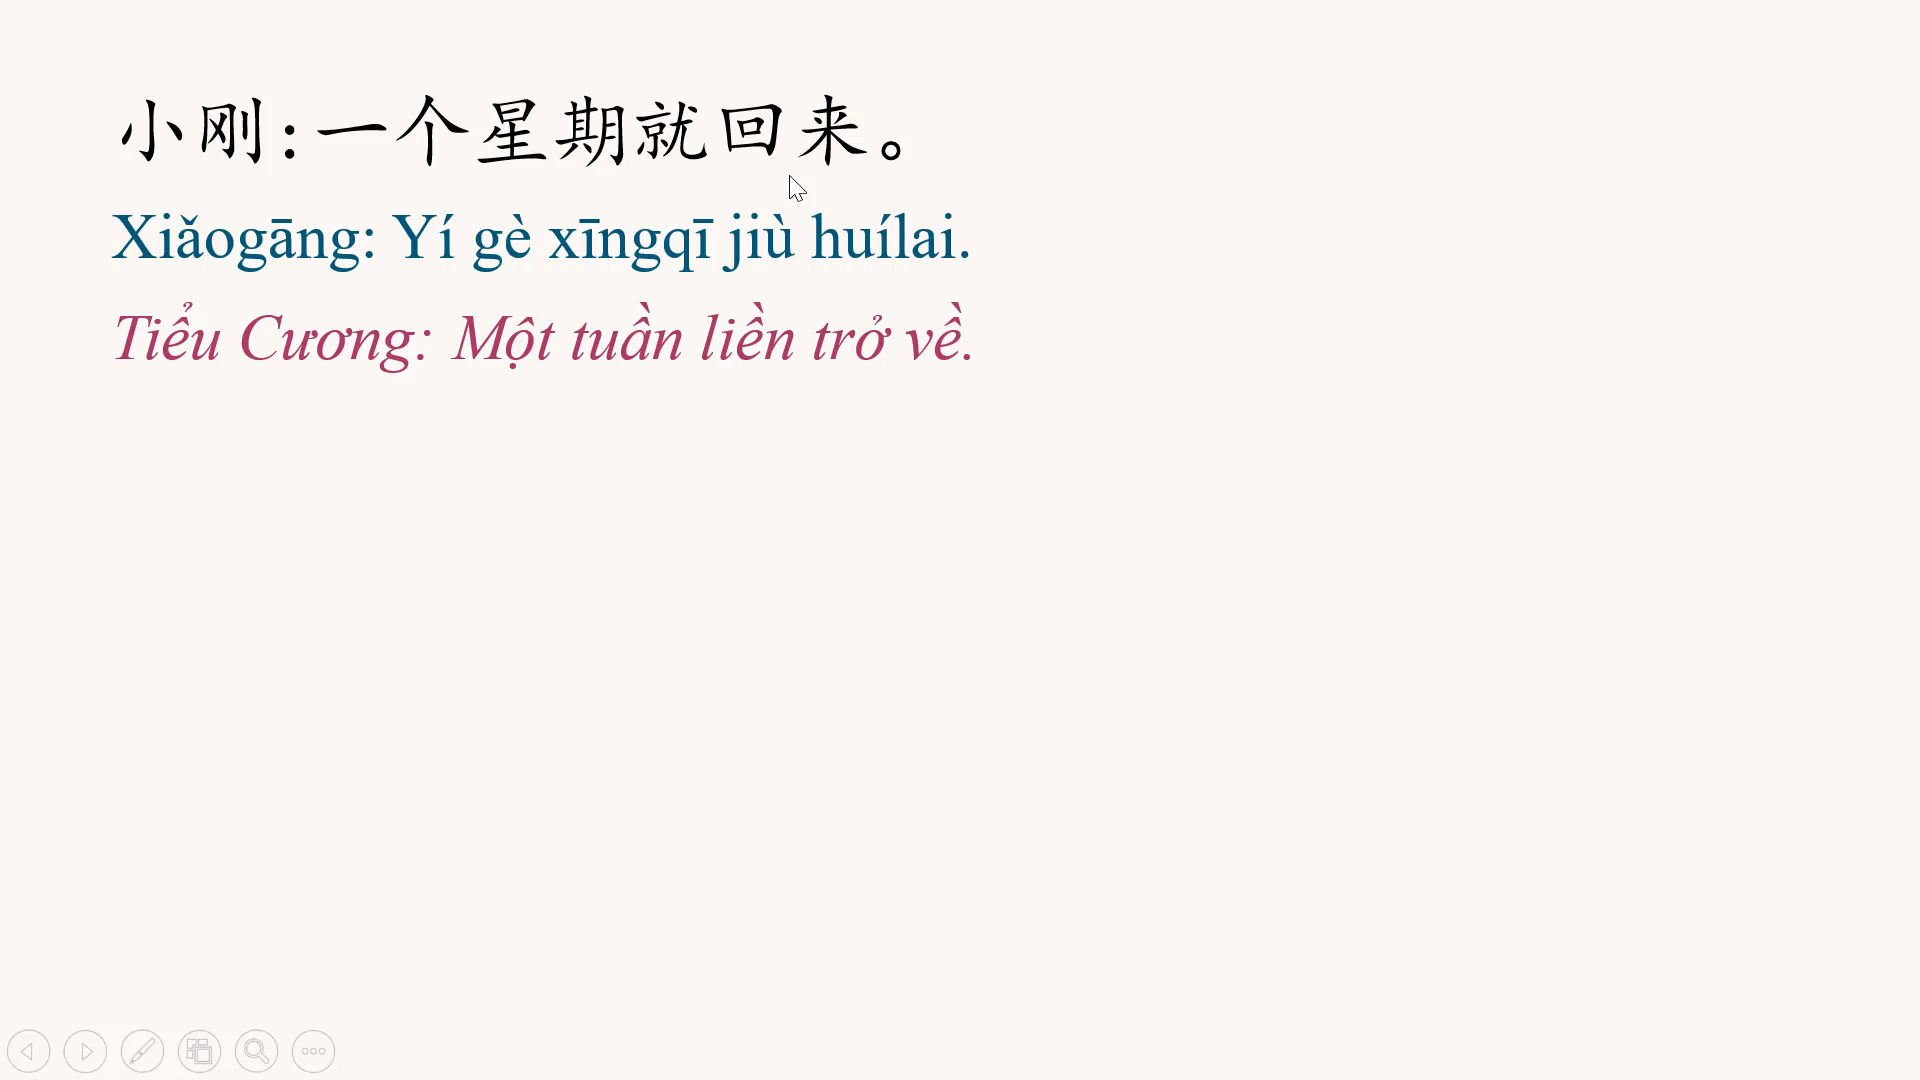 小刚:一个星期就回来。
Xiǎogāng: Yí gè xīngqī jiù huílai.
Tiểu Cương: Một tuần liền trở về.